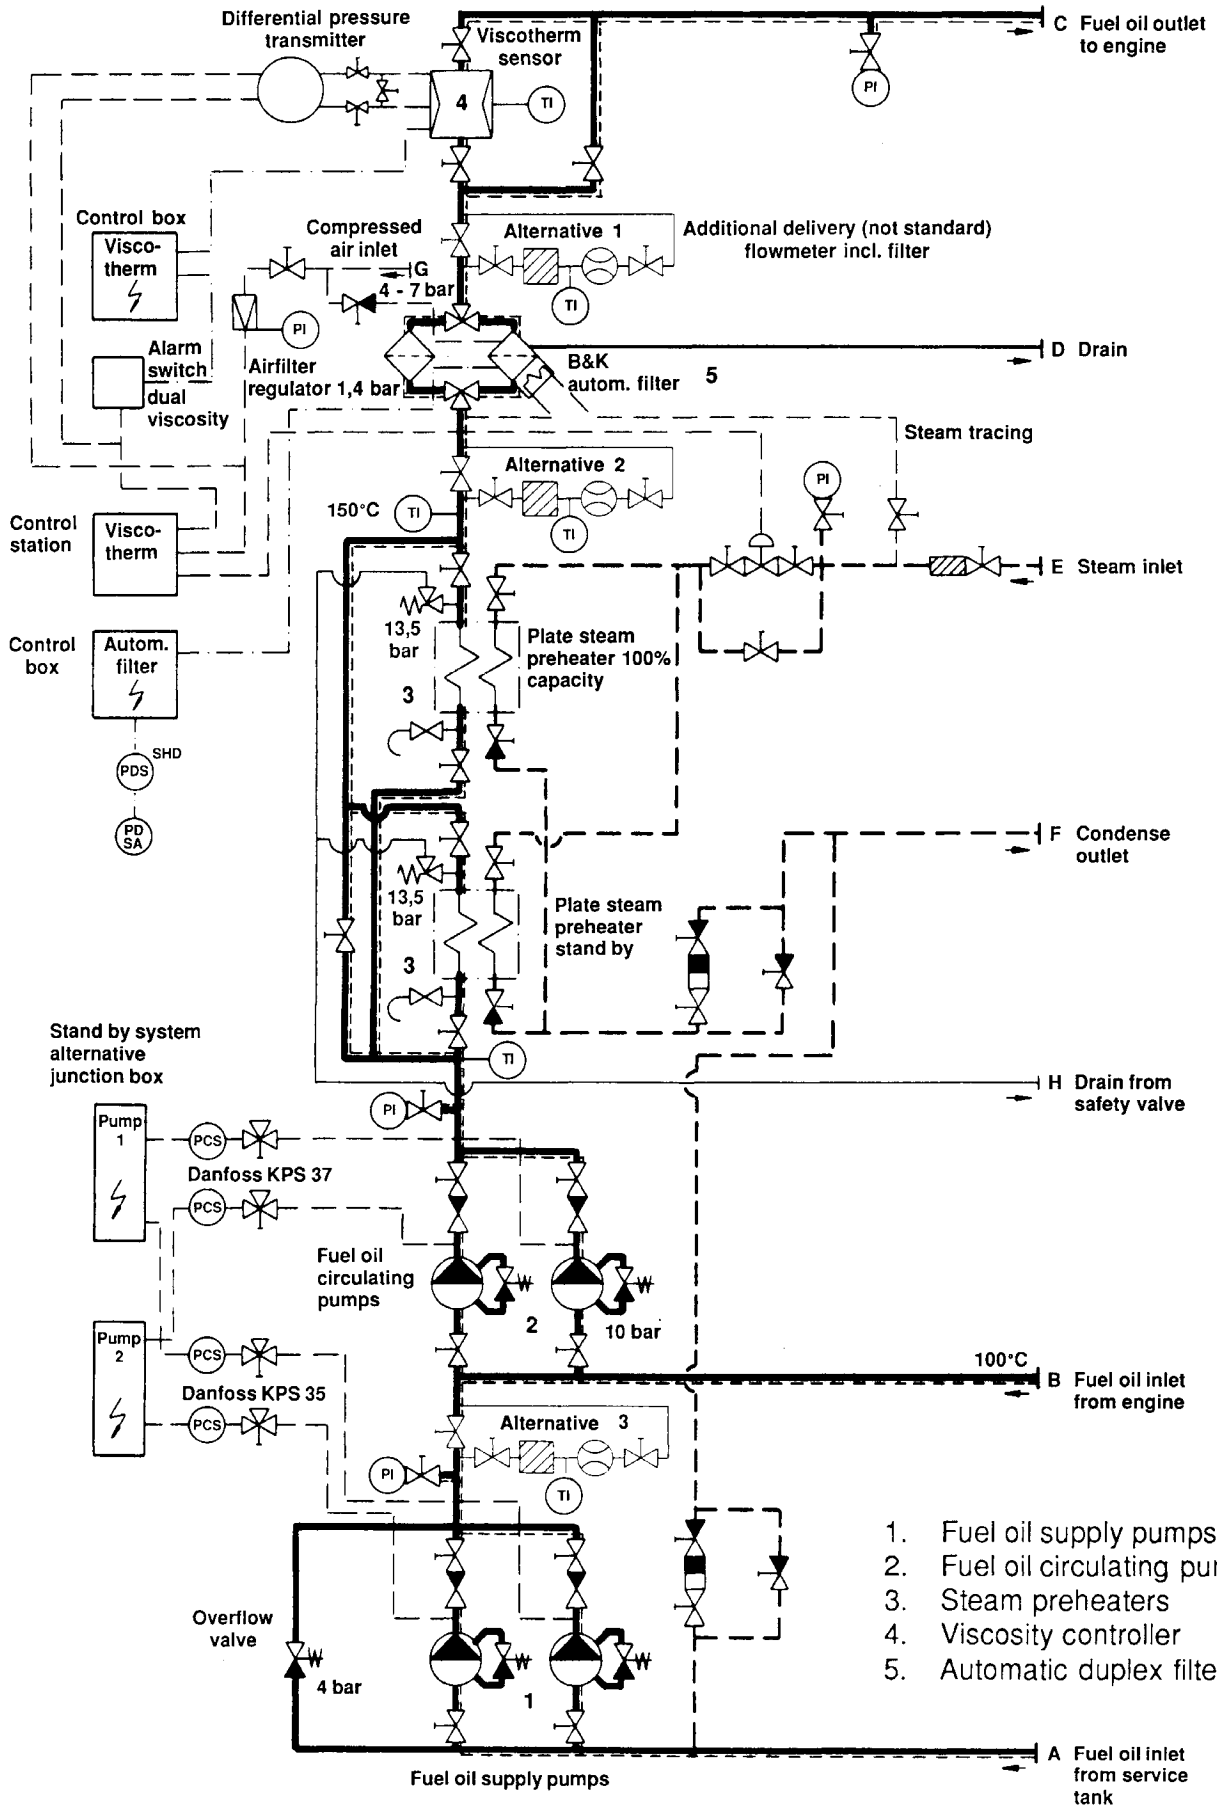 Differential pressure
transmitter
Viscotherm
sensor
C Fuel oil outlet
to engine
PI
4
TI
Control box
Visco-
therm
Compressed
air inlet
G
4 - 7 bar
Alternative 1
Additional delivery (not standard)
flowmeter incl. filter
TI
PI
Alarm
switch
dual
viscosity
Airfilter
regulator 1,4 bar
B&K
autom. filter 5
D Drain
Steam tracing
Alternative 2
PI
150°C
TI
TI
Control
station
Visco-
therm
E Steam inlet
13,5
bar
3
Plate steam
preheater 100%
capacity
Control
box
Autom.
filter
SHD
PDS
PD
SA
F Condense
outlet
13,5
bar
3
Plate steam
preheater
stand by
Stand by system
alternative
junction box
TI
H Drain from
safety valve
PI
Pump
1
PCS
Danfoss KPS 37
PCS
Fuel oil
circulating
pumps
2
10 bar
Pump
2
PCS
Danfoss KPS 35
PCS
100°C
B Fuel oil inlet
from engine
Alternative 3
PI
TI
1. Fuel oil supply pumps
2. Fuel oil circulating pu
3. Steam preheaters
4. Viscosity controller
5. Automatic duplex filte
Overflow
valve
4 bar
1
Fuel oil supply pumps
A Fuel oil inlet
from service
tank